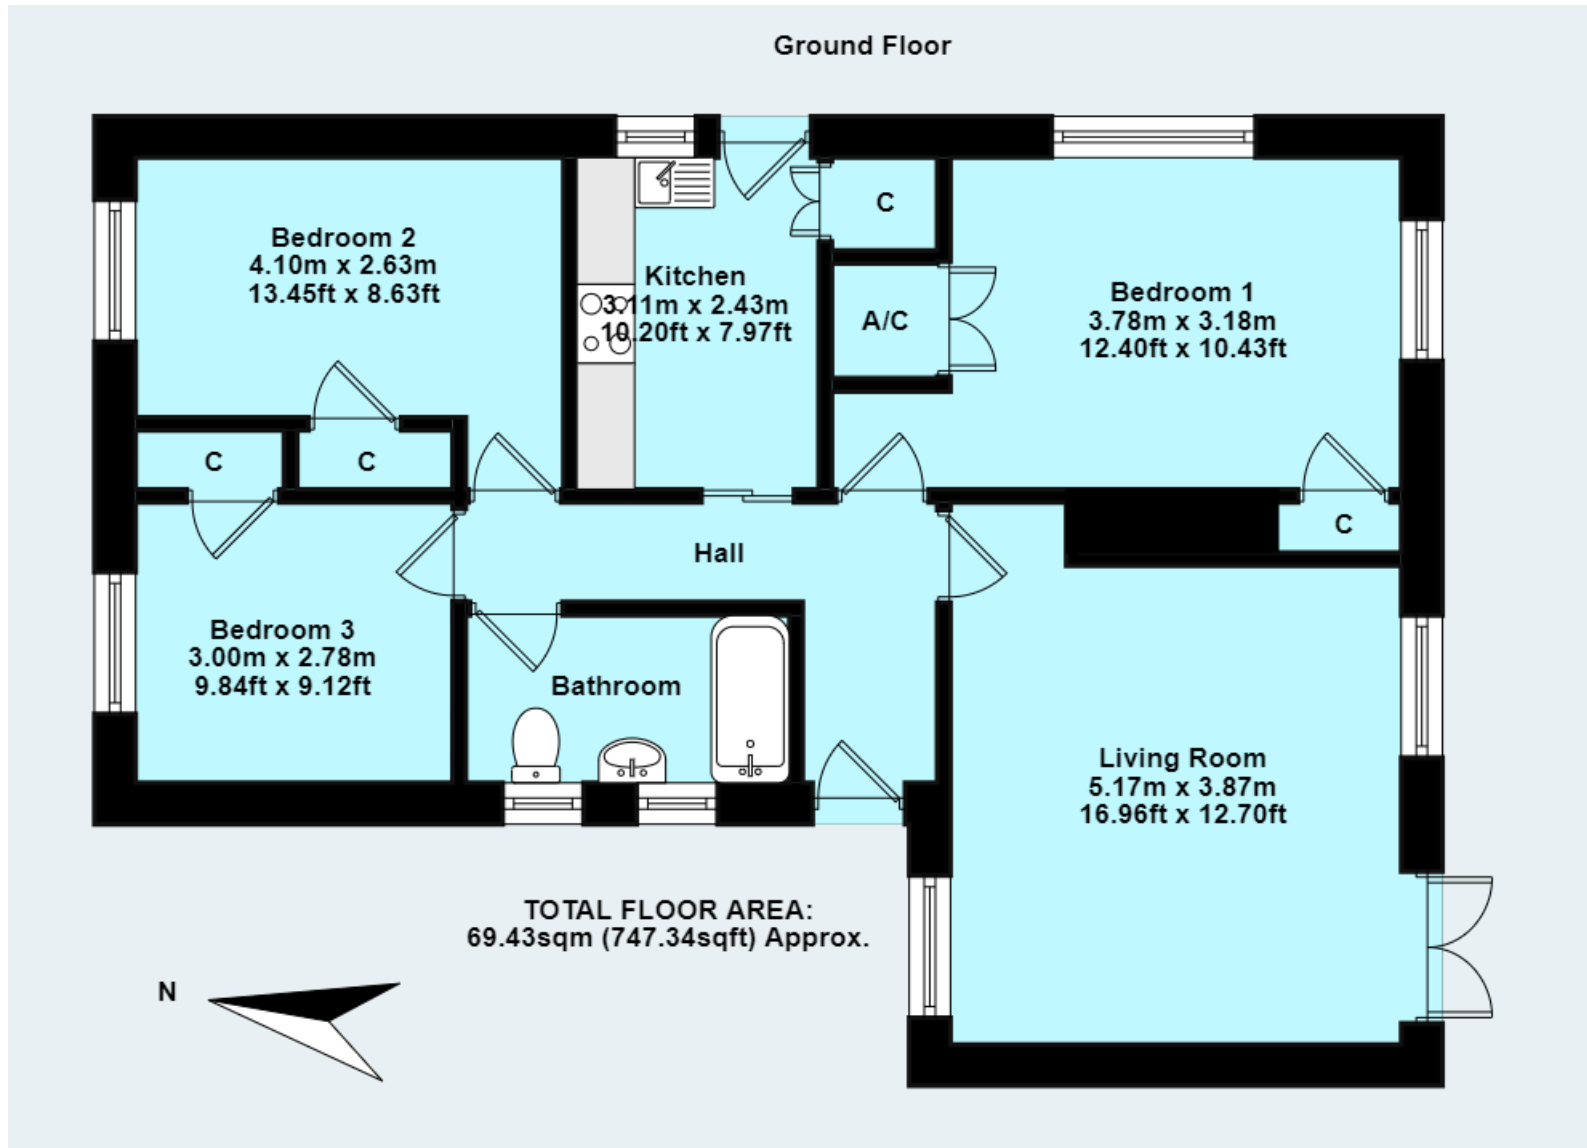 Ground Floor
Bedroom 2
4.10m x 2.63m
13.45ft x 8.63ft
Kitchen
3.11m x 2.43m
10.20ft x 7.97ft
C
A/C
Bedroom 1
3.78m x 3.18m
12.40ft x 10.43ft
C
C
C
Hall
Bedroom 3
3.00m x 2.78m
9.84ft x 9.12ft
Bathroom
Living Room
5.17m x 3.87m
16.96ft x 12.70ft
TOTAL FLOOR AREA:
69.43sqm (747.34sqft) Approx.
N